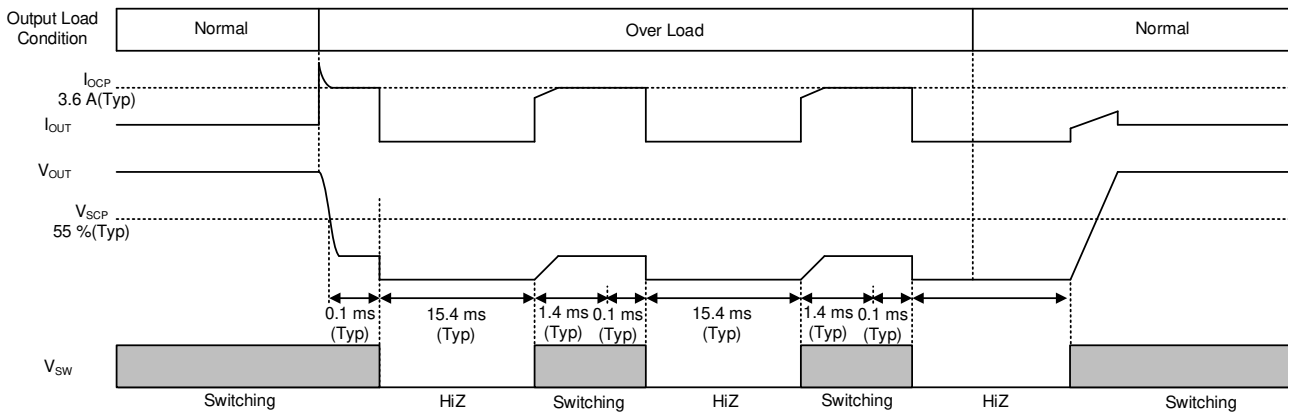 Output Load
Condition
Normal
Over Load
Normal
IOCP
3.6 A(Typ)
IOUT
VOUT
VSCP
55 %(Typ)
0.1 ms
(Typ)
15.4 ms
(Typ)
1.4 ms
(Typ)
0.1 ms
(Typ)
15.4 ms
(Typ)
1.4 ms
(Typ)
0.1 ms
(Typ)
VSW
Switching
HiZ
Switching
HiZ
Switching
HiZ
Switching